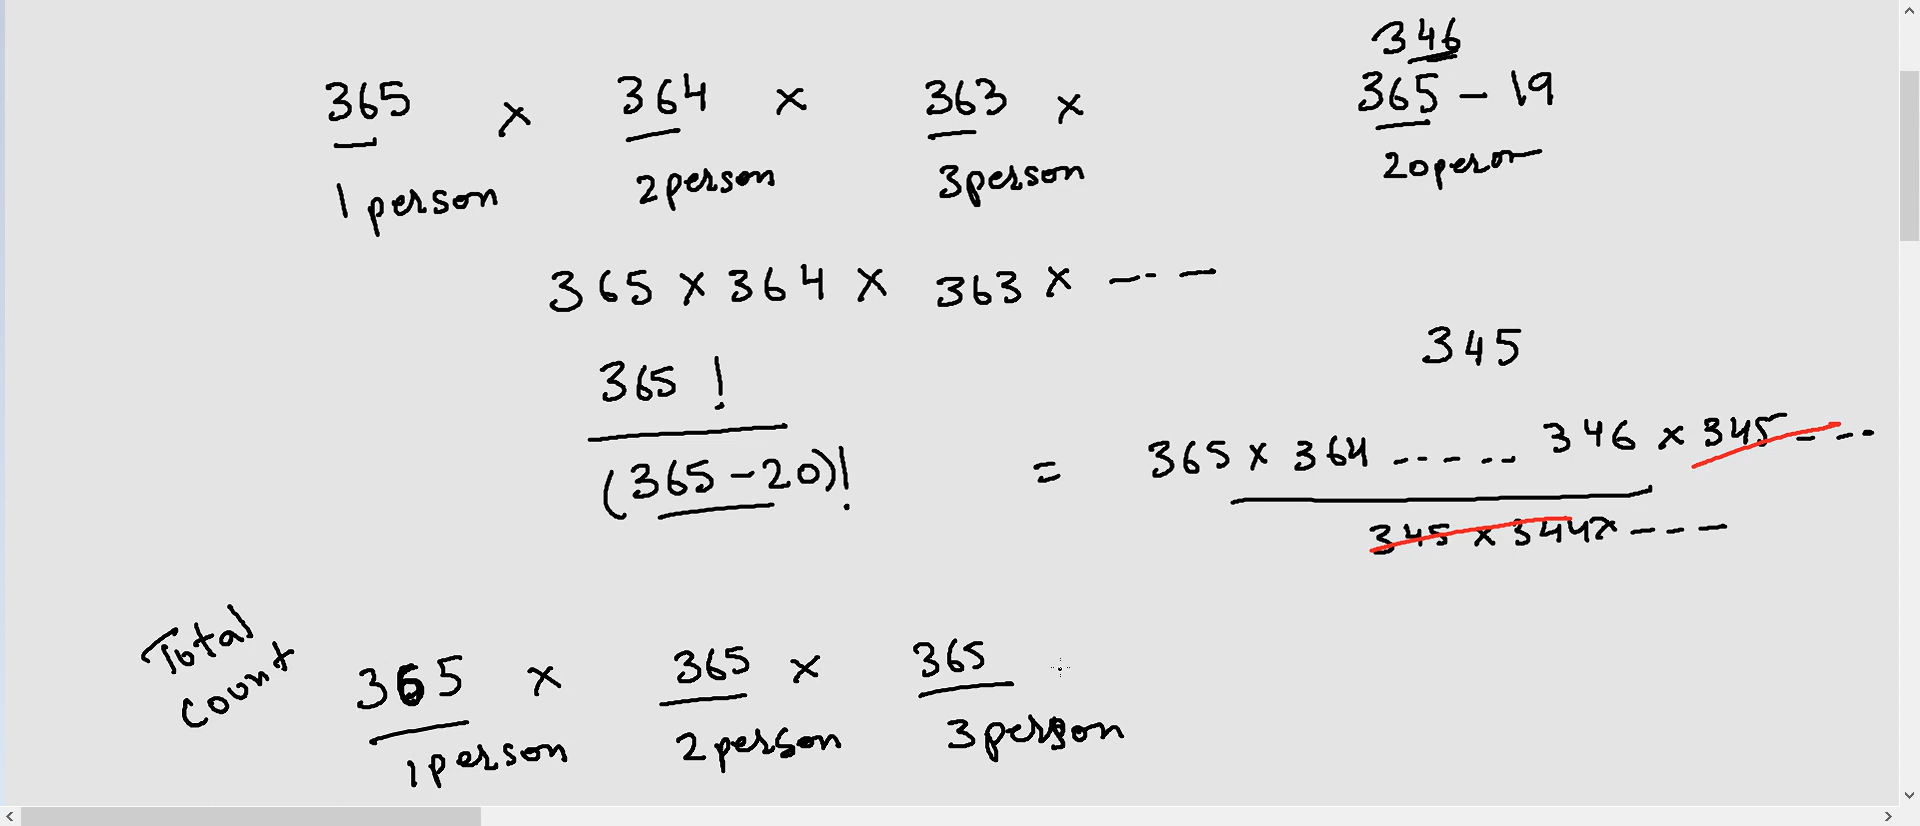 346
365 × 364 × 363 × 365 - 19
1 person 2 person 3 person 20 peron
365 × 364 × 363 × -- · --
365 !
345
(365 - 20)! = 365 × 364 ----- 346 × 345 ---
345 × 344 × ---
Total count
365 × 365 × 365
1 person 2 person 3 person